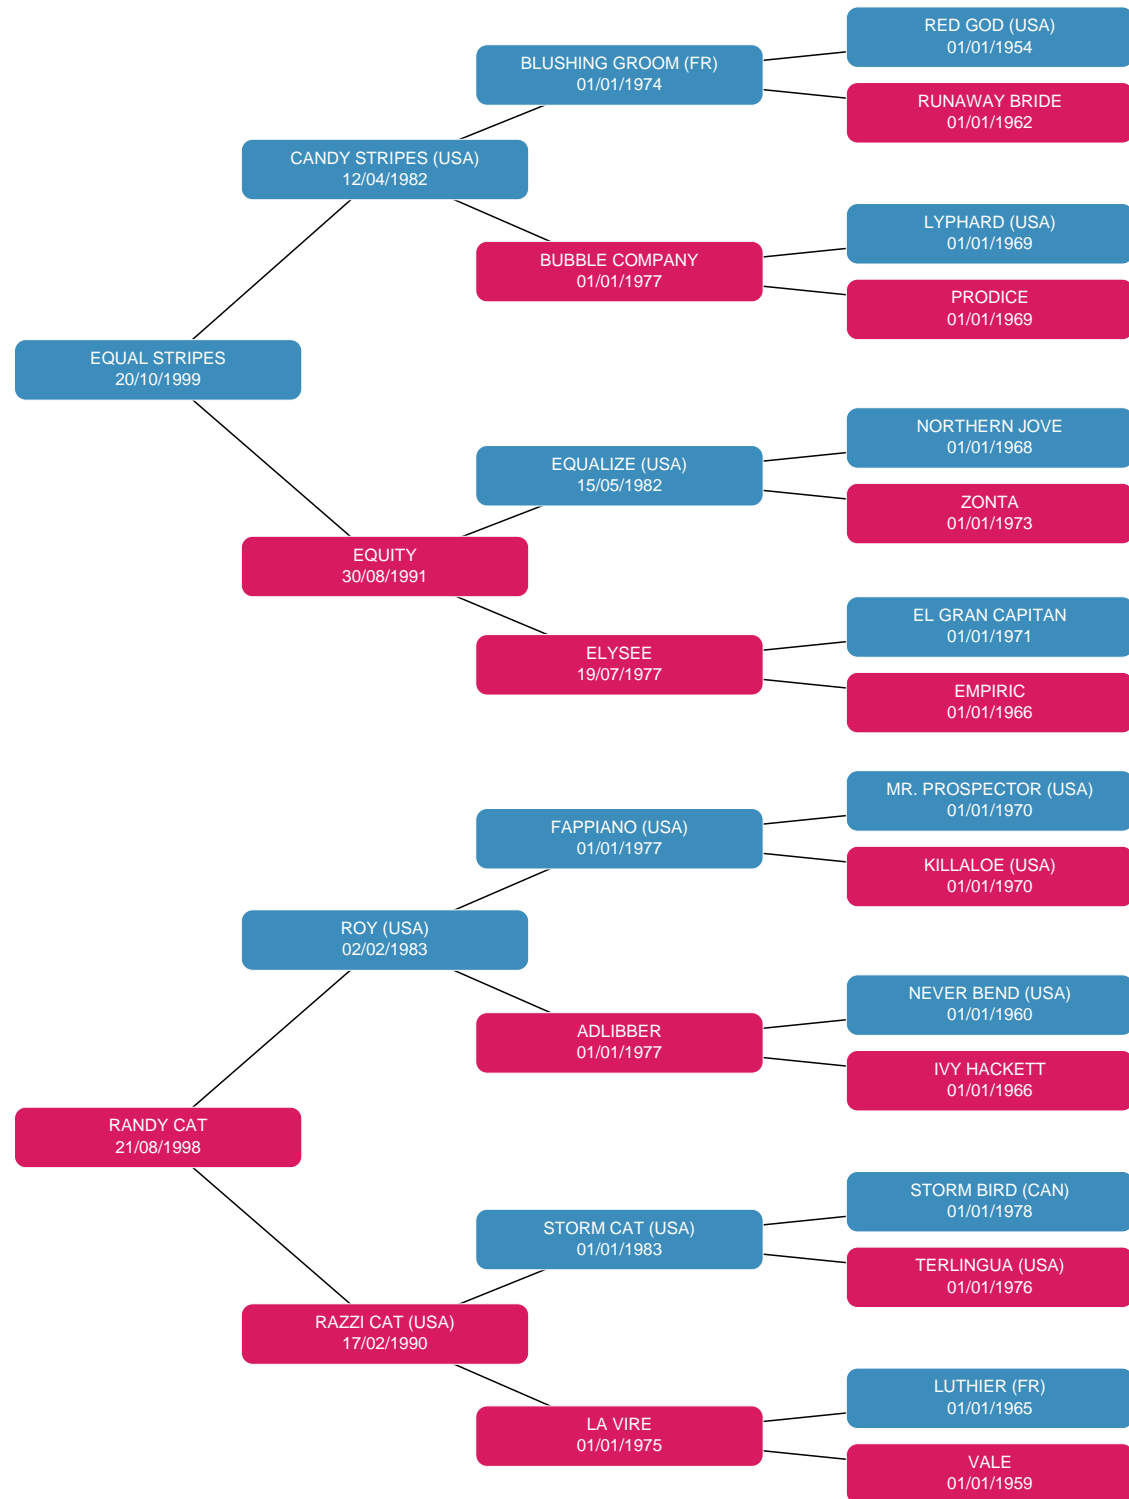 RED GOD (USA)
01/01/1954
BLUSHING GROOM (FR)
01/01/1974
RUNAWAY BRIDE
01/01/1962
CANDY STRIPES (USA)
12/04/1982
LYPHARD (USA)
01/01/1969
BUBBLE COMPANY
01/01/1977
PRODICE
01/01/1969
EQUAL STRIPES
20/10/1999
NORTHERN JOVE
01/01/1968
EQUALIZE (USA)
15/05/1982
ZONTA
01/01/1973
EQUITY
30/08/1991
EL GRAN CAPITAN
01/01/1971
ELYSEE
19/07/1977
EMPIRIC
01/01/1966
MR. PROSPECTOR (USA)
01/01/1970
FAPPIANO (USA)
01/01/1977
KILLALOE (USA)
01/01/1970
ROY (USA)
02/02/1983
NEVER BEND (USA)
01/01/1960
ADLIBBER
01/01/1977
IVY HACKETT
01/01/1966
RANDY CAT
21/08/1998
STORM BIRD (CAN)
01/01/1978
STORM CAT (USA)
01/01/1983
TERLINGUA (USA)
01/01/1976
RAZZI CAT (USA)
17/02/1990
LUTHIER (FR)
01/01/1965
LA VIRE
01/01/1975
VALE
01/01/1959